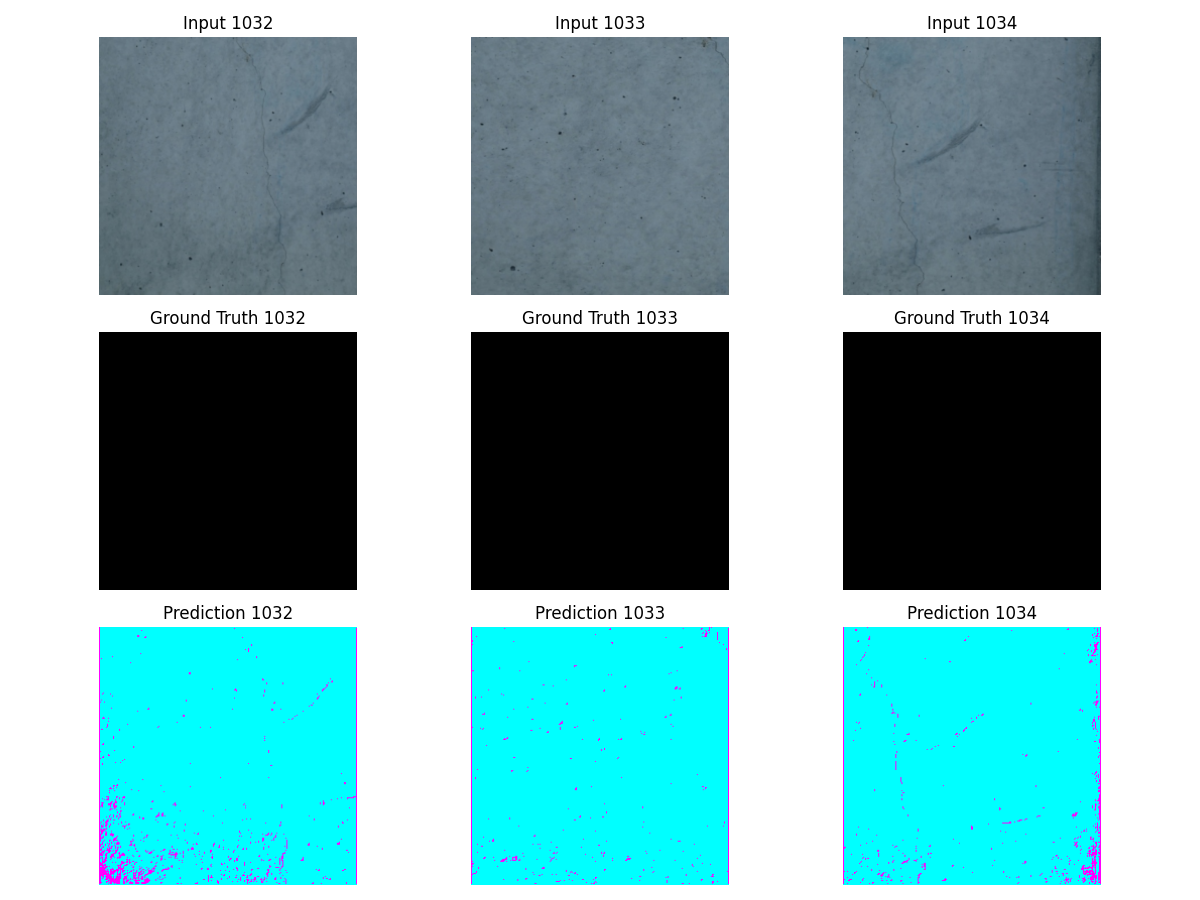 Input 1032
Input 1033
Input 1034
Ground Truth 1032
Ground Truth 1033
Ground Truth 1034
Prediction 1032
Prediction 1033
Prediction 1034